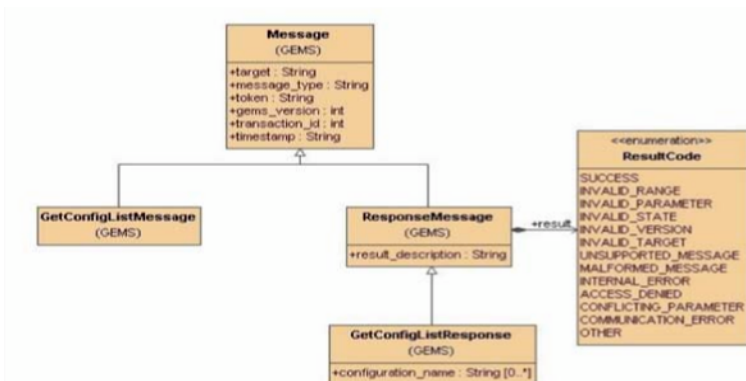 Message
(GEMS)
+target : String
+message_type : String
+token : String
+gems_version : int
+transaction_id : int
+timestamp : String
GetConfigListMessage
(GEMS)
ResponseMessage
(GEMS)
+result_description : String
+result
<<enumeration>>
ResultCode
SUCCESS
INVALID_RANGE
INVALID_PARAMETER
INVALID_STATE
INVALID_VERSION
INVALID_TARGET
UNSUPPORTED_MESSAGE
MALFORMED_MESSAGE
INTERNAL_ERROR
ACCESS_DENIED
CONFLICTING_PARAMETER
COMMUNICATION_ERROR
OTHER
GetConfigListResponse
(GEMS)
+configuration_name : String [0..*]